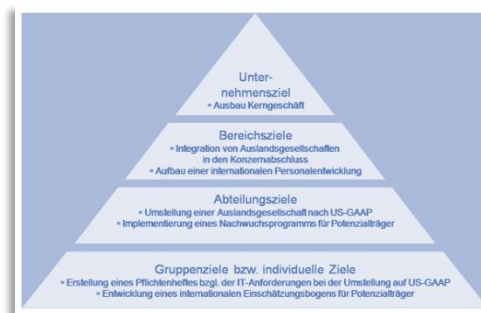 Unter-
nehmensziel
▪ Ausbau Kerngeschäft
Bereichsziele
▪ Integration von Auslandsgesellschaften
in den Konzernabschluss
▪ Aufbau einer internationalen Personalentwicklung
Abteilungsziele
▪ Umstellung einer Auslandsgesellschaft nach US-GAAP
▪ Implementierung eines Nachwuchsprogramms für Potenzialträger
Gruppenziele bzw. individuelle Ziele
▪ Erstellung eines Pflichtenheftes bzgl. der IT-Anforderungen bei der Umstellung auf US-GAAP
▪ Entwicklung eines internationalen Einschätzungsbogens für Potenzialträger